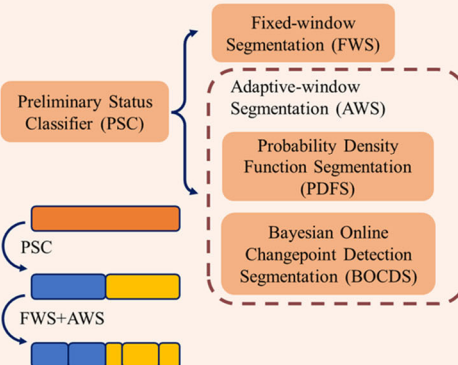 Fixed-window
Segmentation (FWS)
Preliminary Status
Classifier (PSC)
Adaptive-window
Segmentation (AWS)
Probability Density
Function Segmentation
(PDFS)
Bayesian Online
Changepoint Detection
Segmentation (BOCDS)
PSC
FWS+AWS